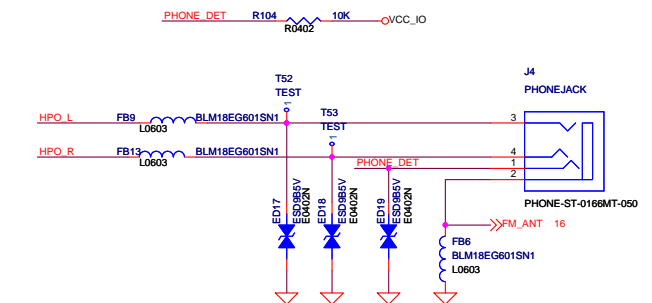 PHONE_DET R104 10K VCC_IO
R0402
J4
T52 PHONEJACK
TEST
1
T53
TEST
1
HPO_L FB9 BLM18EG601SN1 3
L0603
HPO_R FB13 BLM18EG601SN1 4
L0603
PHONE_DET 1
2
ED17 ESD9B5V E0402N
ED18 ESD9B5V E0402N
ED19 ESD9B5V E0402N
PHONE-ST-0166MT-050
FM_ANT 16
FB6
BLM18EG601SN1
L0603